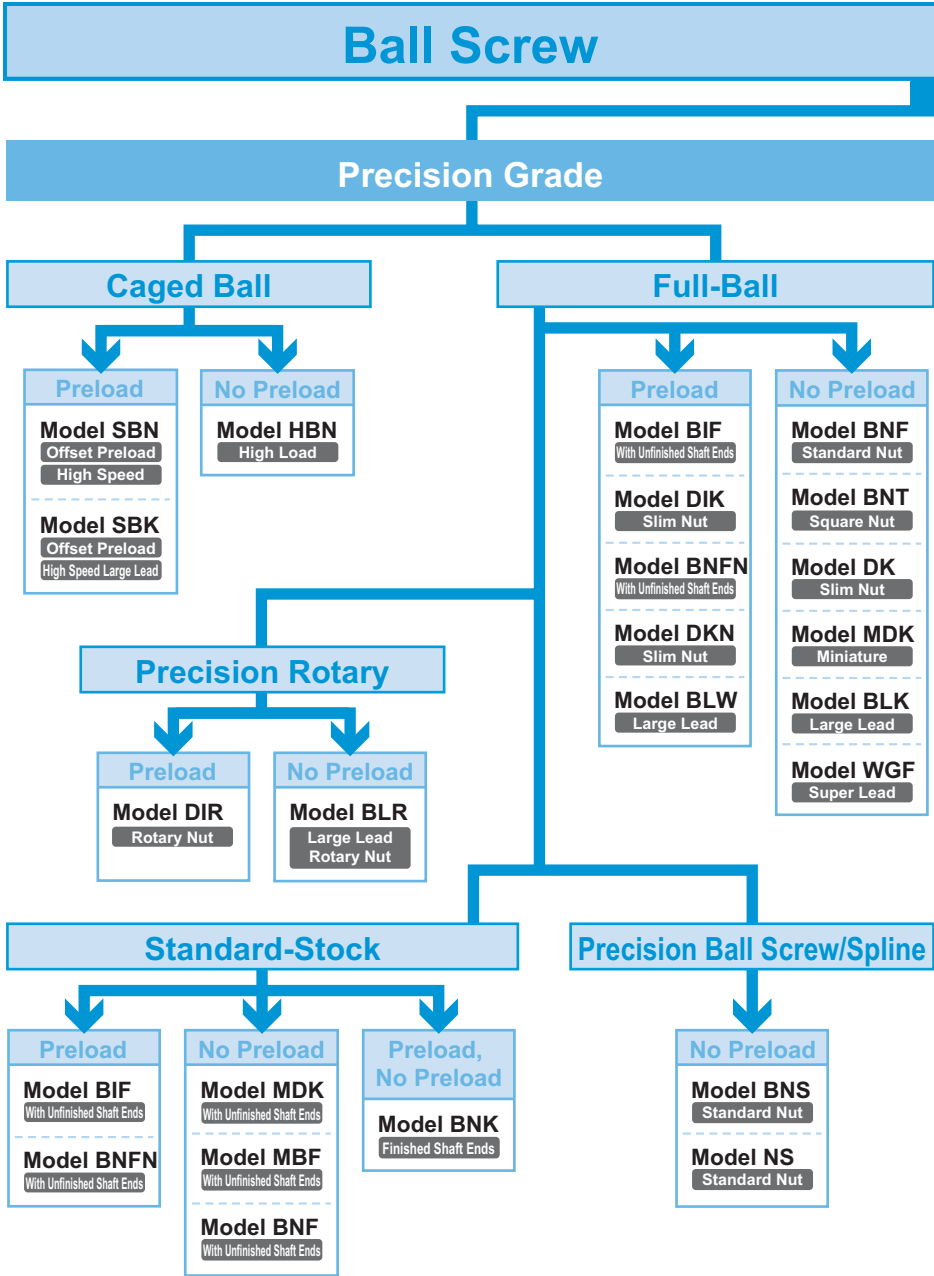 Ball Screw
Precision Grade
Caged Ball
Full-Ball
Preload
Model SBN
Offset Preload
High Speed
Model SBK
Offset Preload
High Speed Large Lead
No Preload
Model HBN
High Load
Preload
Model BIF
With Unfinished Shaft Ends
Model DIK
Slim Nut
Model BNFN
With Unfinished Shaft Ends
Model DKN
Slim Nut
Model BLW
Large Lead
No Preload
Model BNF
Standard Nut
Model BNT
Square Nut
Model DK
Slim Nut
Model MDK
Miniature
Model BLK
Large Lead
Model WGF
Super Lead
Precision Rotary
Preload
Model DIR
Rotary Nut
No Preload
Model BLR
Large Lead
Rotary Nut
Standard-Stock
Precision Ball Screw/Spline
Preload
Model BIF
With Unfinished Shaft Ends
Model BNFN
With Unfinished Shaft Ends
No Preload
Model MDK
With Unfinished Shaft Ends
Model MBF
With Unfinished Shaft Ends
Model BNF
With Unfinished Shaft Ends
Preload,
No Preload
Model BNK
Finished Shaft Ends
No Preload
Model BNS
Standard Nut
Model NS
Standard Nut